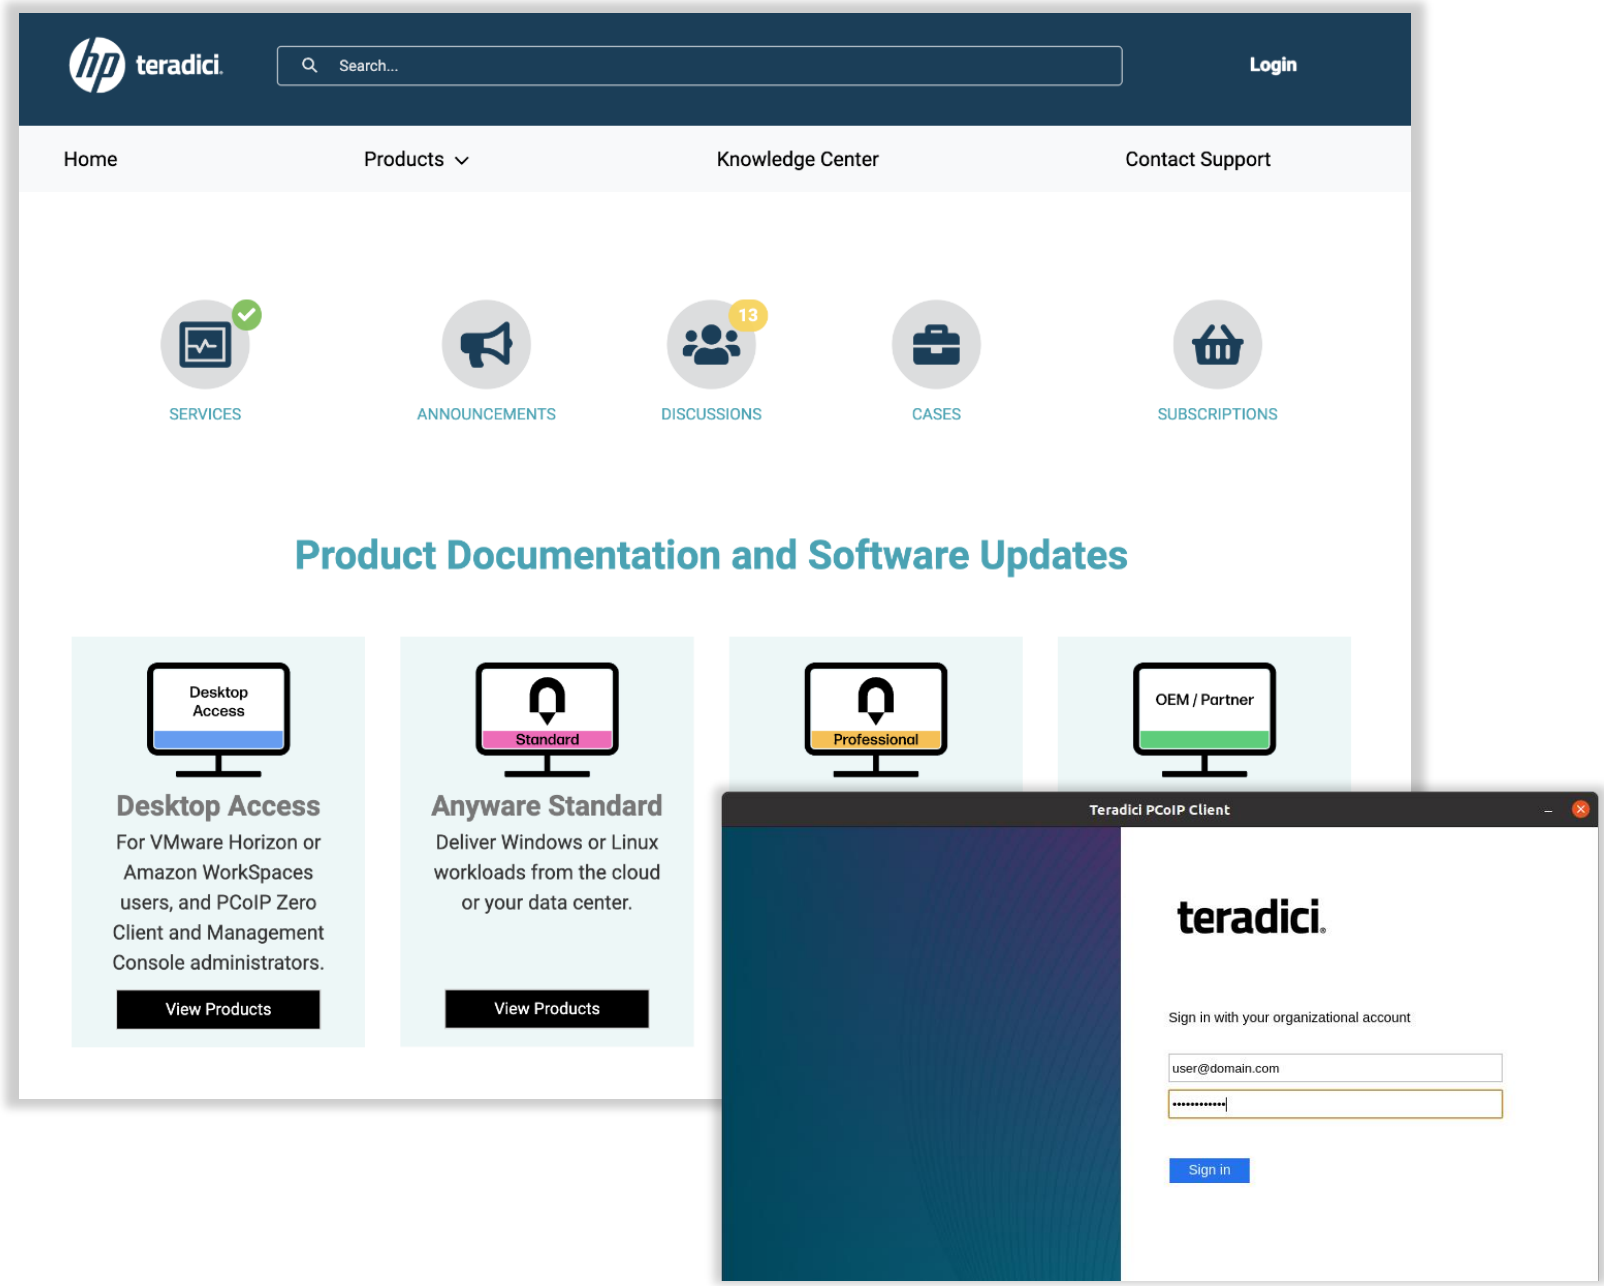 hp teradici.
Search...
Login
Home
Products
Knowledge Center
Contact Support
13
SERVICES
ANNOUNCEMENTS
DISCUSSIONS
CASES
SUBSCRIPTIONS
Product Documentation and Software Updates
Desktop
Access
Desktop Access
For VMware Horizon or
Amazon WorkSpaces
users, and PCoIP Zero
Client and Management
Console administrators.
View Products
Standard
Anyware Standard
Deliver Windows or Linux
workloads from the cloud
or your data center.
View Products
Professional
OEM / Partner
Teradici PCoIP Client
teradici®
Sign in with your organizational account
user@domain.com
••••••••••••
Sign in